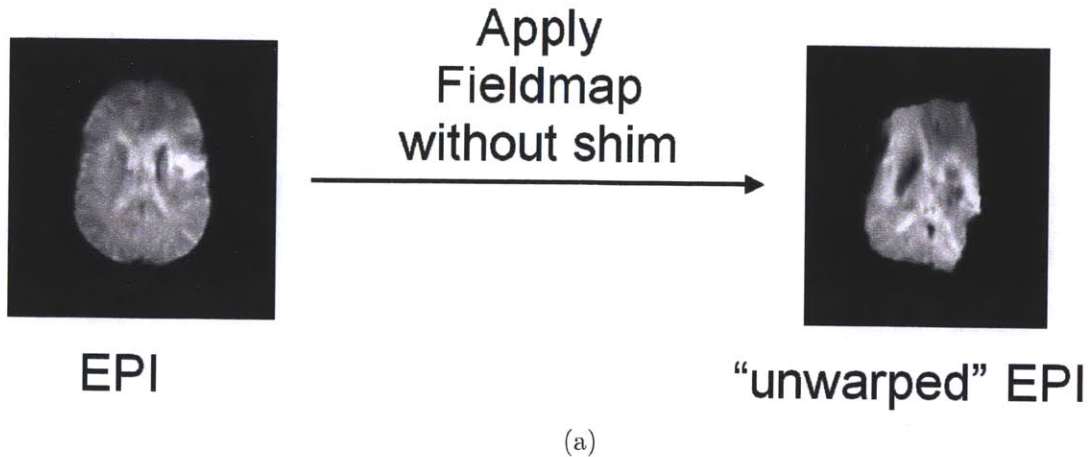 Apply
Fieldmap
without shim
EPI
“unwarped” EPI
(a)